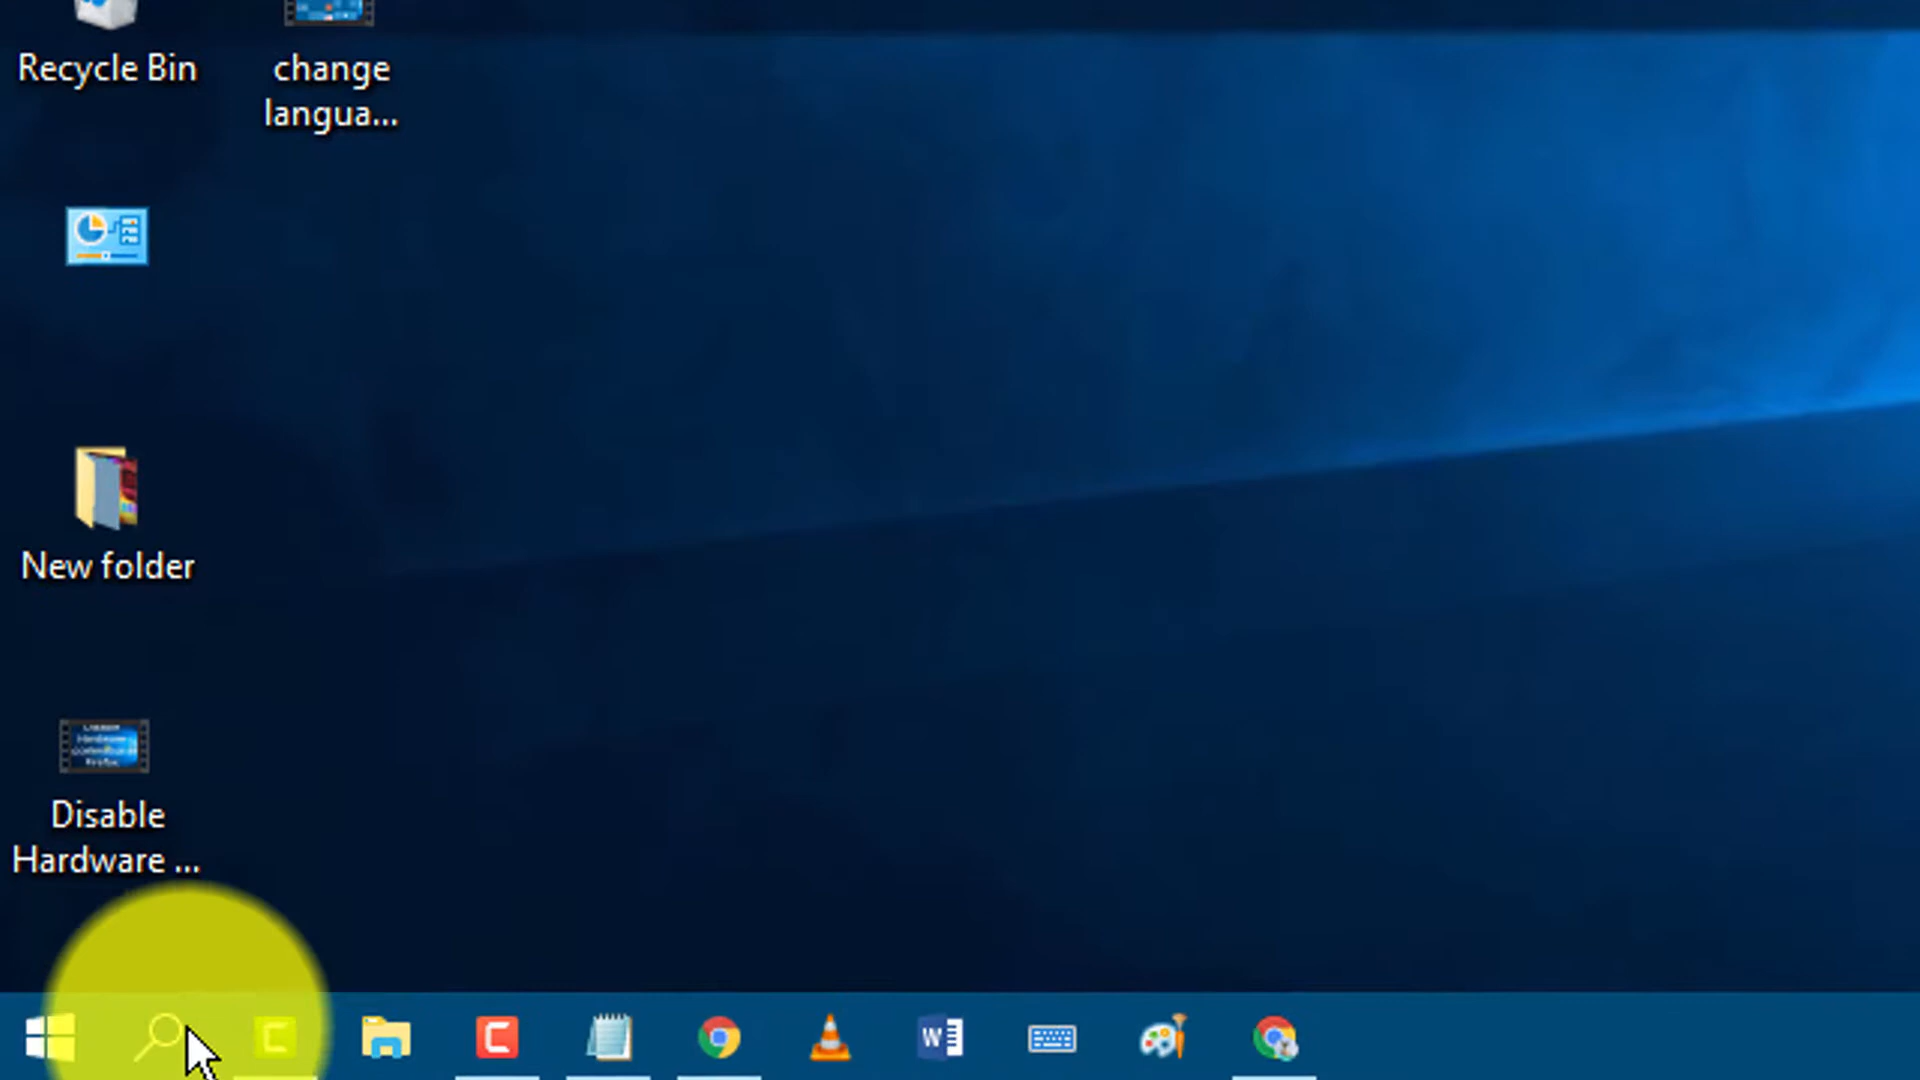 Recycle Bin
change
langua...
New folder
Disable
Hardware ...